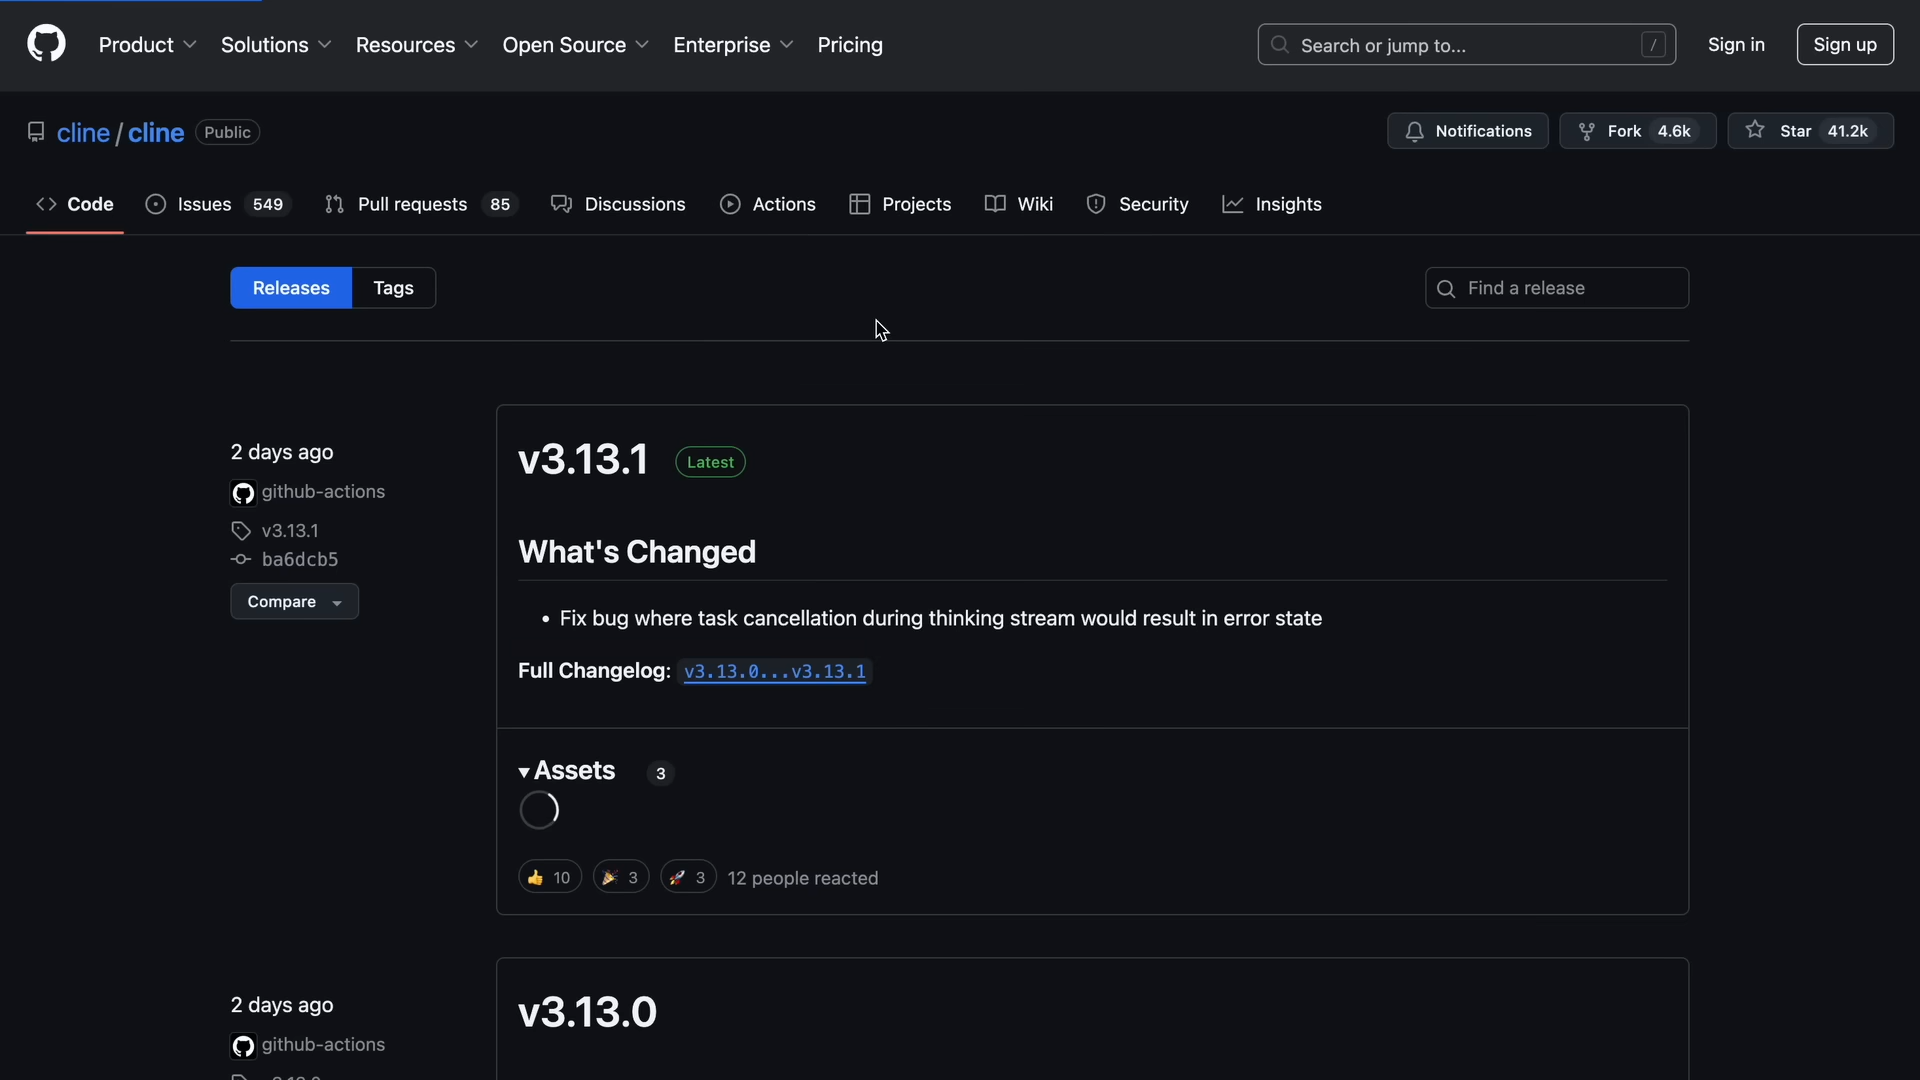 Product Solutions Resources Open Source Enterprise Pricing Search or jump to... / Sign in Sign up
cline / cline Public Notifications Fork 4.6k Star 41.2k
Code Issues 549 Pull requests 85 Discussions Actions Projects Wiki Security Insights
Releases Tags Find a release
2 days ago
github-actions
v3.13.1
ba6dcb5
Compare
v3.13.1 Latest
What's Changed
• Fix bug where task cancellation during thinking stream would result in error state
Full Changelog: v3.13.0...v3.13.1
Assets 3
👍 10 🎉 3 🚀 3 12 people reacted
2 days ago
github-actions
v3.13.0